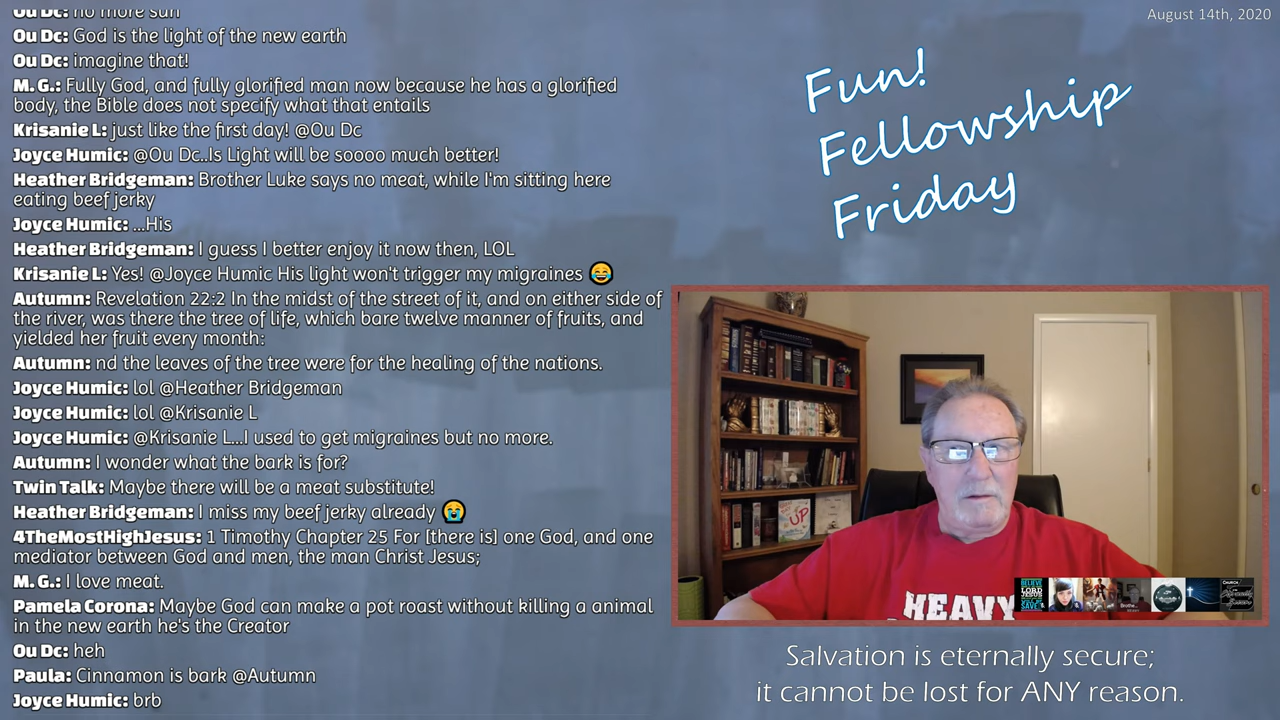 Ou Dc: no more sun
Ou Dc: God is the light of the new earth
Ou Dc: imagine that!
M. G.: Fully God, and fully glorified man now because he has a glorified
body, the Bible does not specify what that entails
Krisanie L: just like the first day! @Ou Dc
Joyce Humic: @Ou Dc..Is Light will be soooo much better!
Heather Bridgeman: Brother Luke says no meat, while I'm sitting here
eating beef jerky
Joyce Humic: ...His
Heather Bridgeman: I guess I better enjoy it now then, LOL
Krisanie L: Yes! @Joyce Humic His light won't trigger my migraines 😂
Autumn: Revelation 22:2 In the midst of the street of it, and on either side of
the river, was there the tree of life, which bare twelve manner of fruits, and
yielded her fruit every month:
Autumn: nd the leaves of the tree were for the healing of the nations.
Joyce Humic: lol @Heather Bridgeman
Joyce Humic: lol @Krisanie L
Joyce Humic: @Krisanie L...I used to get migraines but no more.
Autumn: I wonder what the bark is for?
Twin Talk: Maybe there will be a meat substitute!
Heather Bridgeman: I miss my beef jerky already 😭
4TheMostHighJesus: 1 Timothy Chapter 25 For [there is] one God, and one
mediator between God and men, the man Christ Jesus;
M. G.: I love meat.
Pamela Corona: Maybe God can make a pot roast without killing a animal
in the new earth he's the Creator
Ou Dc: heh
Paula: Cinnamon is bark @Autumn
Joyce Humic: brb
August 14th, 2020
Fun!
Fellowship
Friday
UP
HEAVY
BELIEVE
LORD
JESUS
SAVE
Brothe...
CHURCH
Salvation is eternally secure;
it cannot be lost for ANY reason.